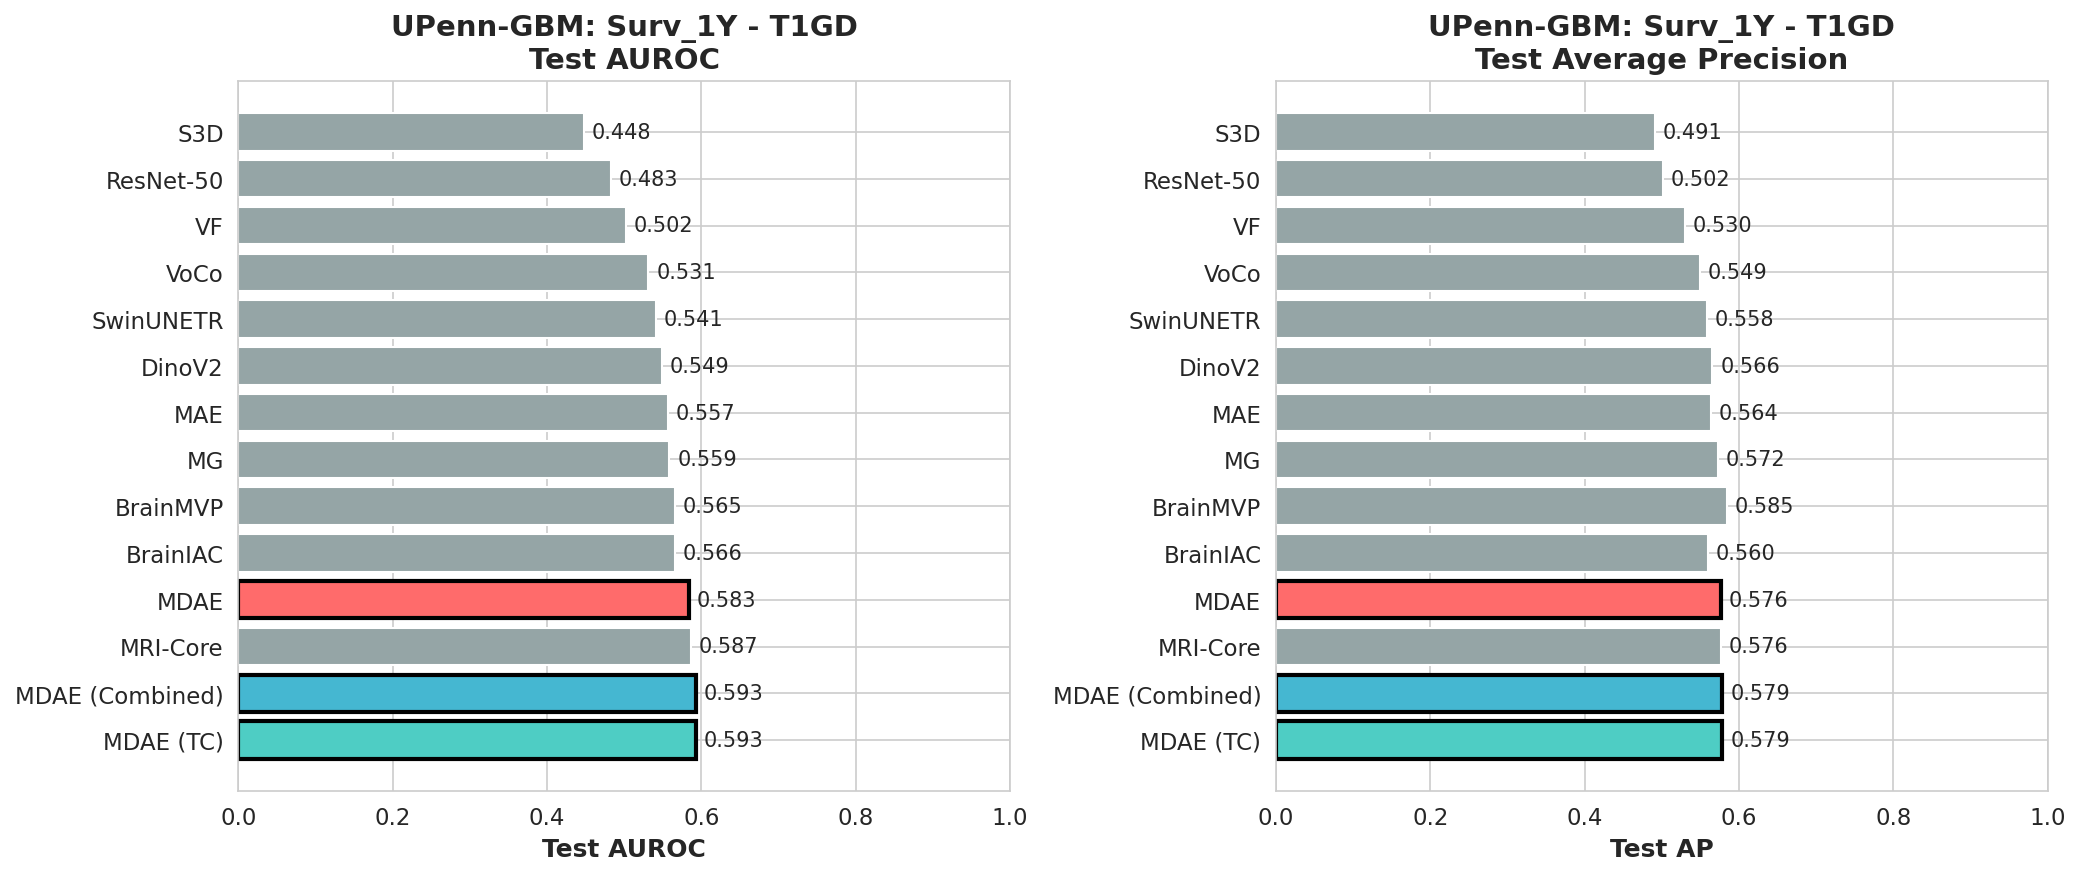 UPenn-GBM: Surv_1Y - T1GD
Test AUROC
S3D
0.448
ResNet-50
0.483
VF
0.502
VoCo
0.531
SwinUNETR
0.541
DinoV2
0.549
MAE
0.557
MG
0.559
BrainMVP
0.565
BrainIAC
0.566
MDAE
0.583
MRI-Core
0.587
MDAE (Combined)
0.593
MDAE (TC)
0.593
0.0 0.2 0.4 0.6 0.8 1.0
Test AUROC
UPenn-GBM: Surv_1Y - T1GD
Test Average Precision
S3D
0.491
ResNet-50
0.502
VF
0.530
VoCo
0.549
SwinUNETR
0.558
DinoV2
0.566
MAE
0.564
MG
0.572
BrainMVP
0.585
BrainIAC
0.560
MDAE
0.576
MRI-Core
0.576
MDAE (Combined)
0.579
MDAE (TC)
0.579
0.0 0.2 0.4 0.6 0.8 1.0
Test AP